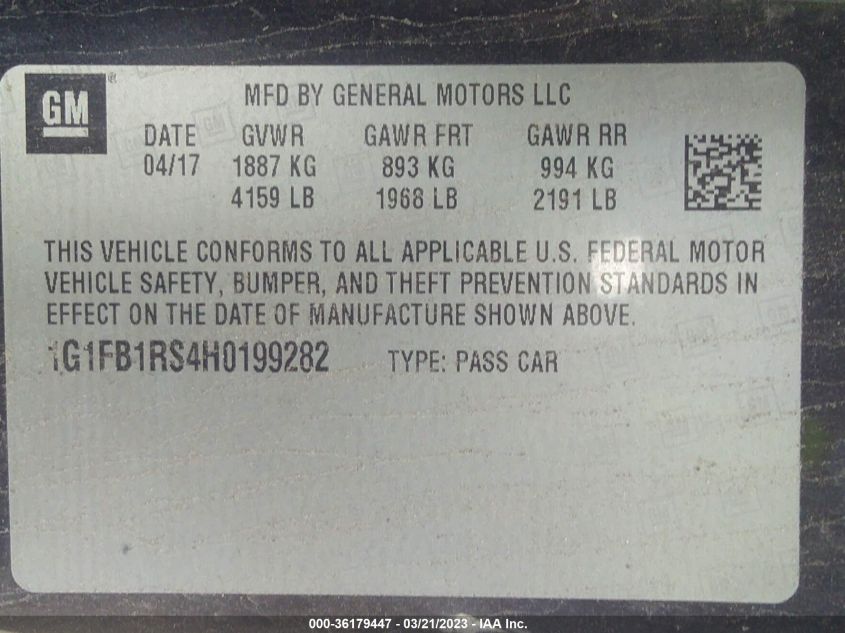 GM ®
MFD BY GENERAL MOTORS LLC
DATE GVWR GAWR FRT GAWR RR
04/17 1887 KG 893 KG 994 KG
4159 LB 1968 LB 2191 LB
THIS VEHICLE CONFORMS TO ALL APPLICABLE U.S. FEDERAL MOTOR
VEHICLE SAFETY, BUMPER, AND THEFT PREVENTION STANDARDS IN
EFFECT ON THE DATE OF MANUFACTURE SHOWN ABOVE.
1G1FB1RS4H0199282 TYPE: PASS CAR
000-36179447 — 03/21/2023 — IAA Inc.